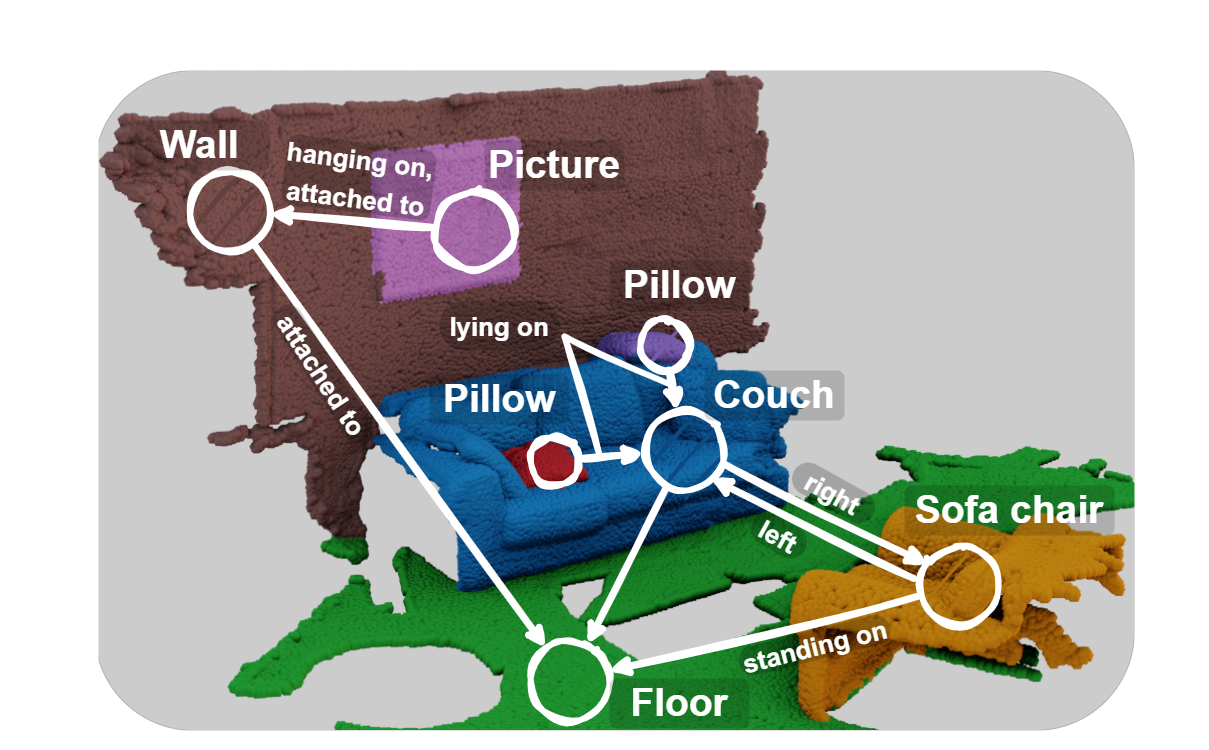 Wall
hanging on,
attached to
Picture
Pillow
lying on
attached to
Pillow
Couch
right
left
Sofa chair
standing on
Floor